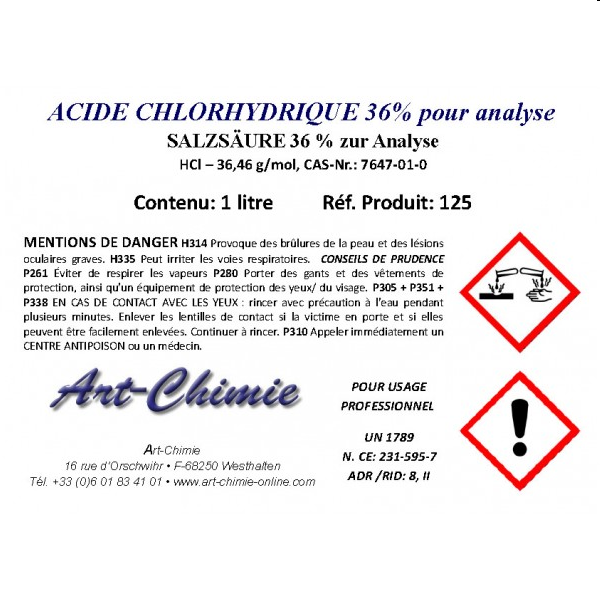 ACIDE CHLORHYDRIQUE 36% pour analyse
SALZSÄURE 36 % zur Analyse
HCl – 36,46 g/mol, CAS-Nr.: 7647-01-0
Contenu: 1 litre Réf. Produit: 125
MENTIONS DE DANGER H314 Provoque des brûlures de la peau et des lésions
oculaires graves. H335 Peut irriter les voies respiratoires. CONSEILS DE PRUDENCE
P261 Éviter de respirer les vapeurs P280 Porter des gants et des vêtements de
protection, ainsi qu'un équipement de protection des yeux/ du visage. P305 + P351 +
P338 EN CAS DE CONTACT AVEC LES YEUX : rincer avec précaution à l'eau pendant
plusieurs minutes. Enlever les lentilles de contact si la victime en porte et si elles
peuvent être facilement enlevées. Continuer à rincer. P310 Appeler immédiatement un
CENTRE ANTIPOISON ou un médecin.
Art-Chimie
Art-Chimie
16 rue d'Orschwihr • F-68250 Westhalten
Tél. +33 (0)6 01 83 41 01 • www.art-chimie-online.com
POUR USAGE
PROFESSIONNEL
UN 1789
N. CE: 231-595-7
ADR /RID: 8, II